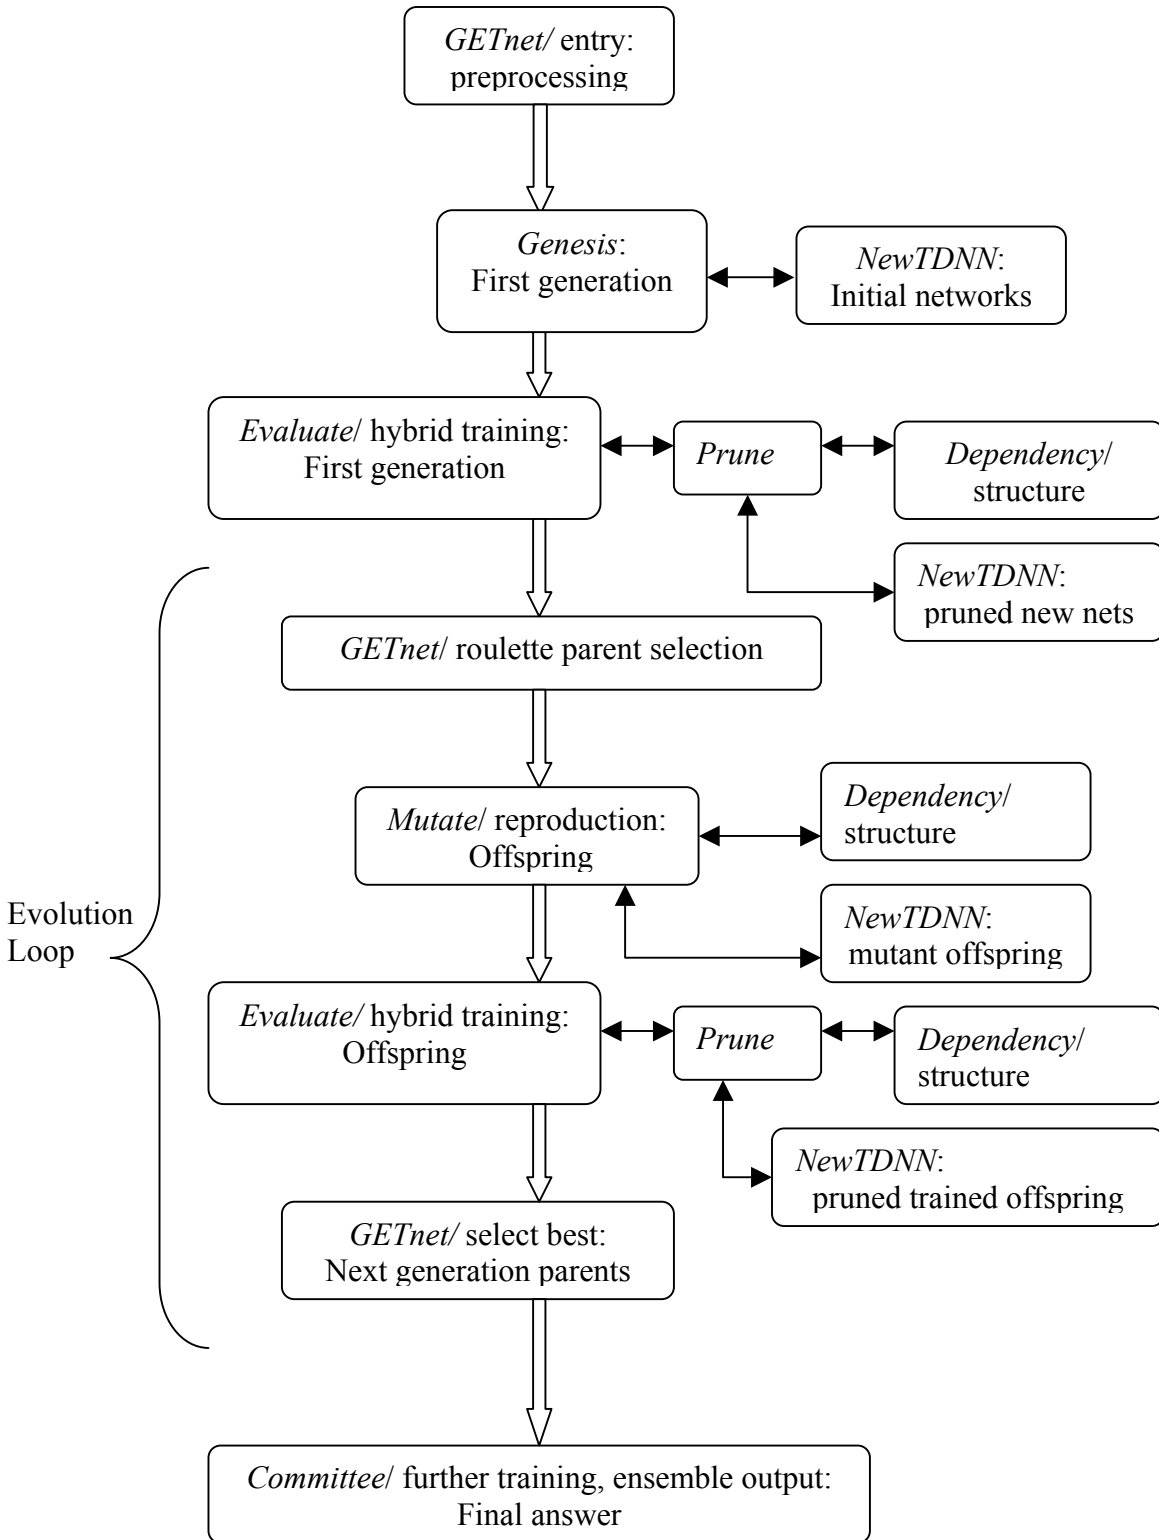 GETnet/ entry:
preprocessing
Genesis:
First generation
NewTDNN:
Initial networks
Evaluate/ hybrid training:
First generation
Prune
Dependency/
structure
NewTDNN:
pruned new nets
GETnet/ roulette parent selection
Mutate/ reproduction:
Offspring
Dependency/
structure
NewTDNN:
mutant offspring
Evolution
Loop
Evaluate/ hybrid training:
Offspring
Prune
Dependency/
structure
NewTDNN:
pruned trained offspring
GETnet/ select best:
Next generation parents
Committee/ further training, ensemble output:
Final answer